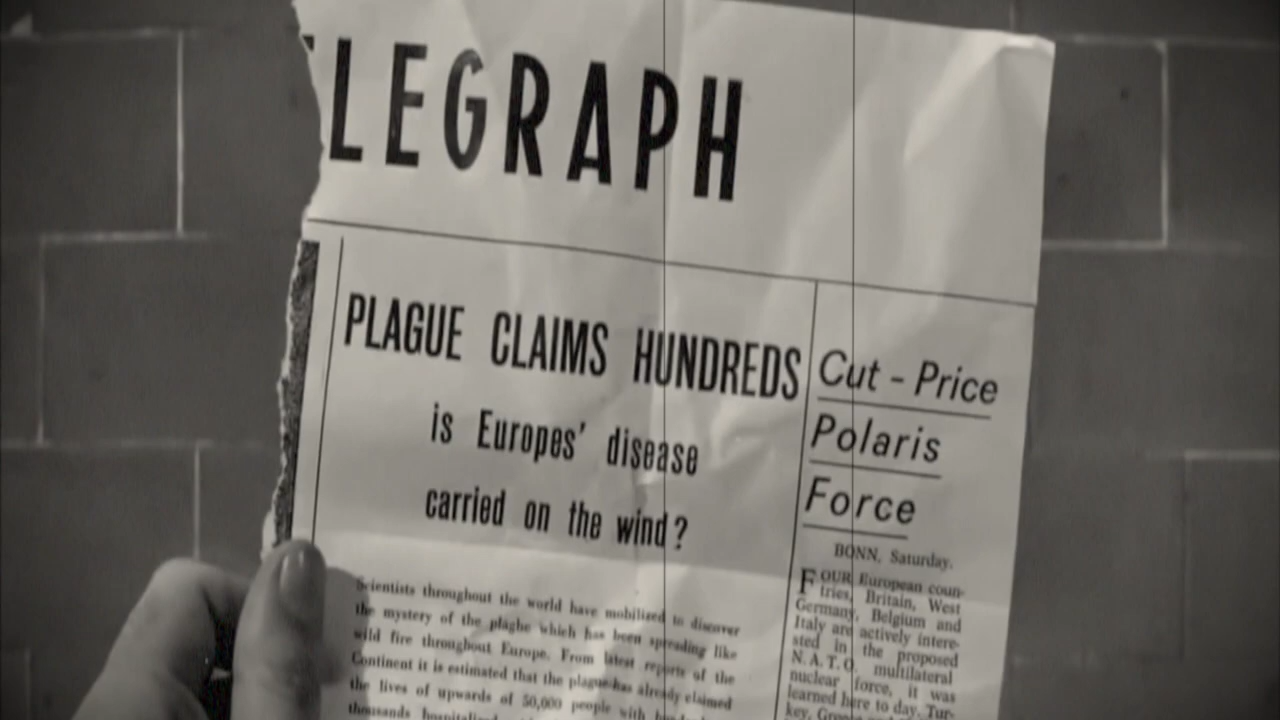 LEGRAPH
PLAGUE CLAIMS HUNDREDS
is Europes' disease
carried on the wind?
Scientists throughout the world have mobilized to discover
the mystery of the plaghe which has been spreding like
wild fire throughout Europe. From latest reports of the
Continent it is estimated that the plague has already claimed
the lives of upwards of 50,000 people with
thousands hospitalized
Cut - Price
Polaris
Force
BONN, Saturday.
FOUR European coun-
tries, Britain, West
Germany, Belgium and
Italy are actively intere-
sted in the proposed
N.A.T.O. multilateral
nuclear force, it was
learned here to day. Tur-
key, Greece